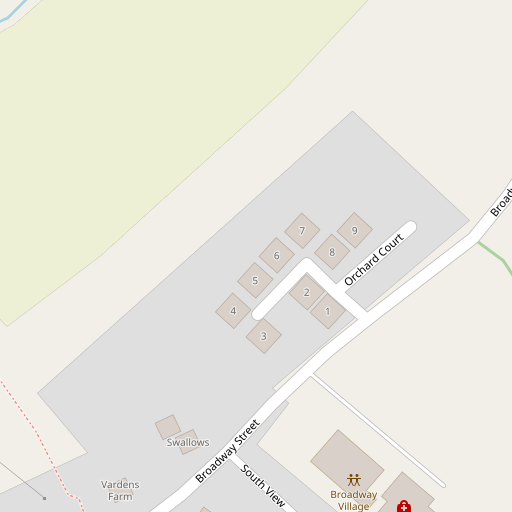 Broadw
7
9
6
8
Orchard Court
5
2
4
1
3
Swallows
Broadway Street
South View
Vardens
Farm
Broadway
Village